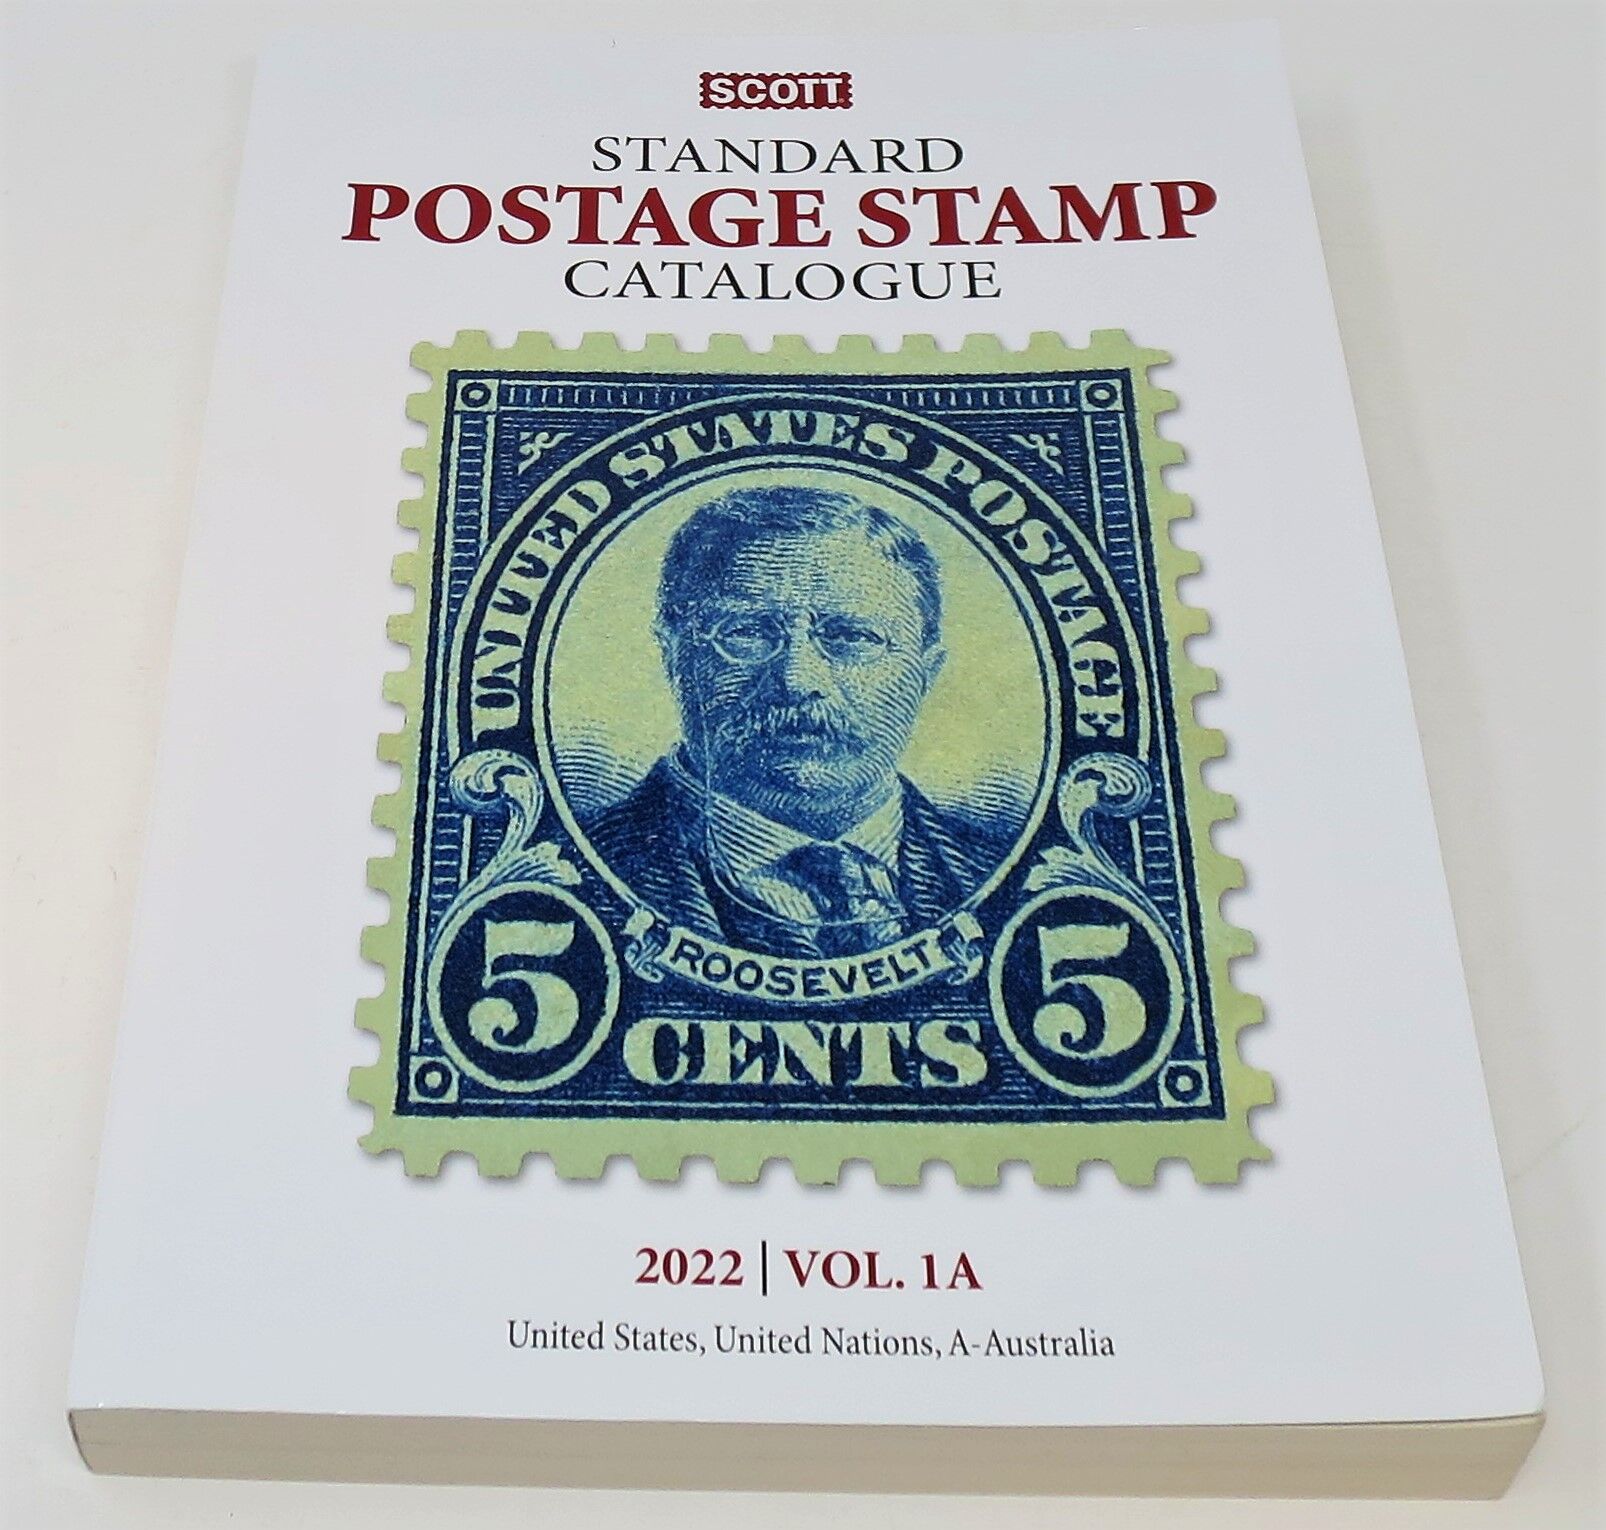 SCOTT
STANDARD
POSTAGE STAMP
CATALOGUE
UNITED STATES POSTAGE
ROOSEVELT
5 CENTS 5
2022 | VOL. 1A
United States, United Nations, A-Australia